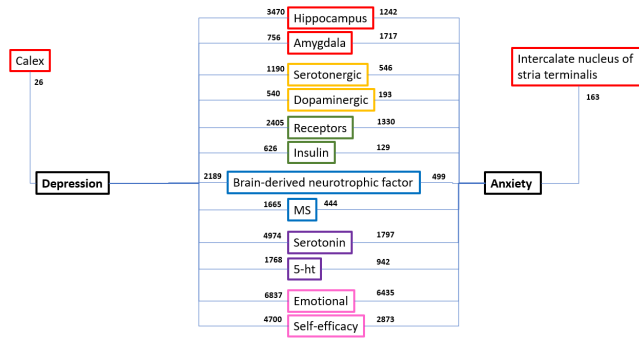 3470 Hippocampus 1242
756 Amygdala 1717
Calex
26
Intercalate nucleus of
stria terminalis
163
1190 Serotonergic 546
540 Dopaminergic 193
2405 Receptors 1330
626 Insulin 129
Depression
2189 Brain-derived neurotrophic factor 499
Anxiety
1665 MS 444
4974 Serotonin 1797
1768 5-ht 942
6837 Emotional 6435
4700 Self-efficacy 2873